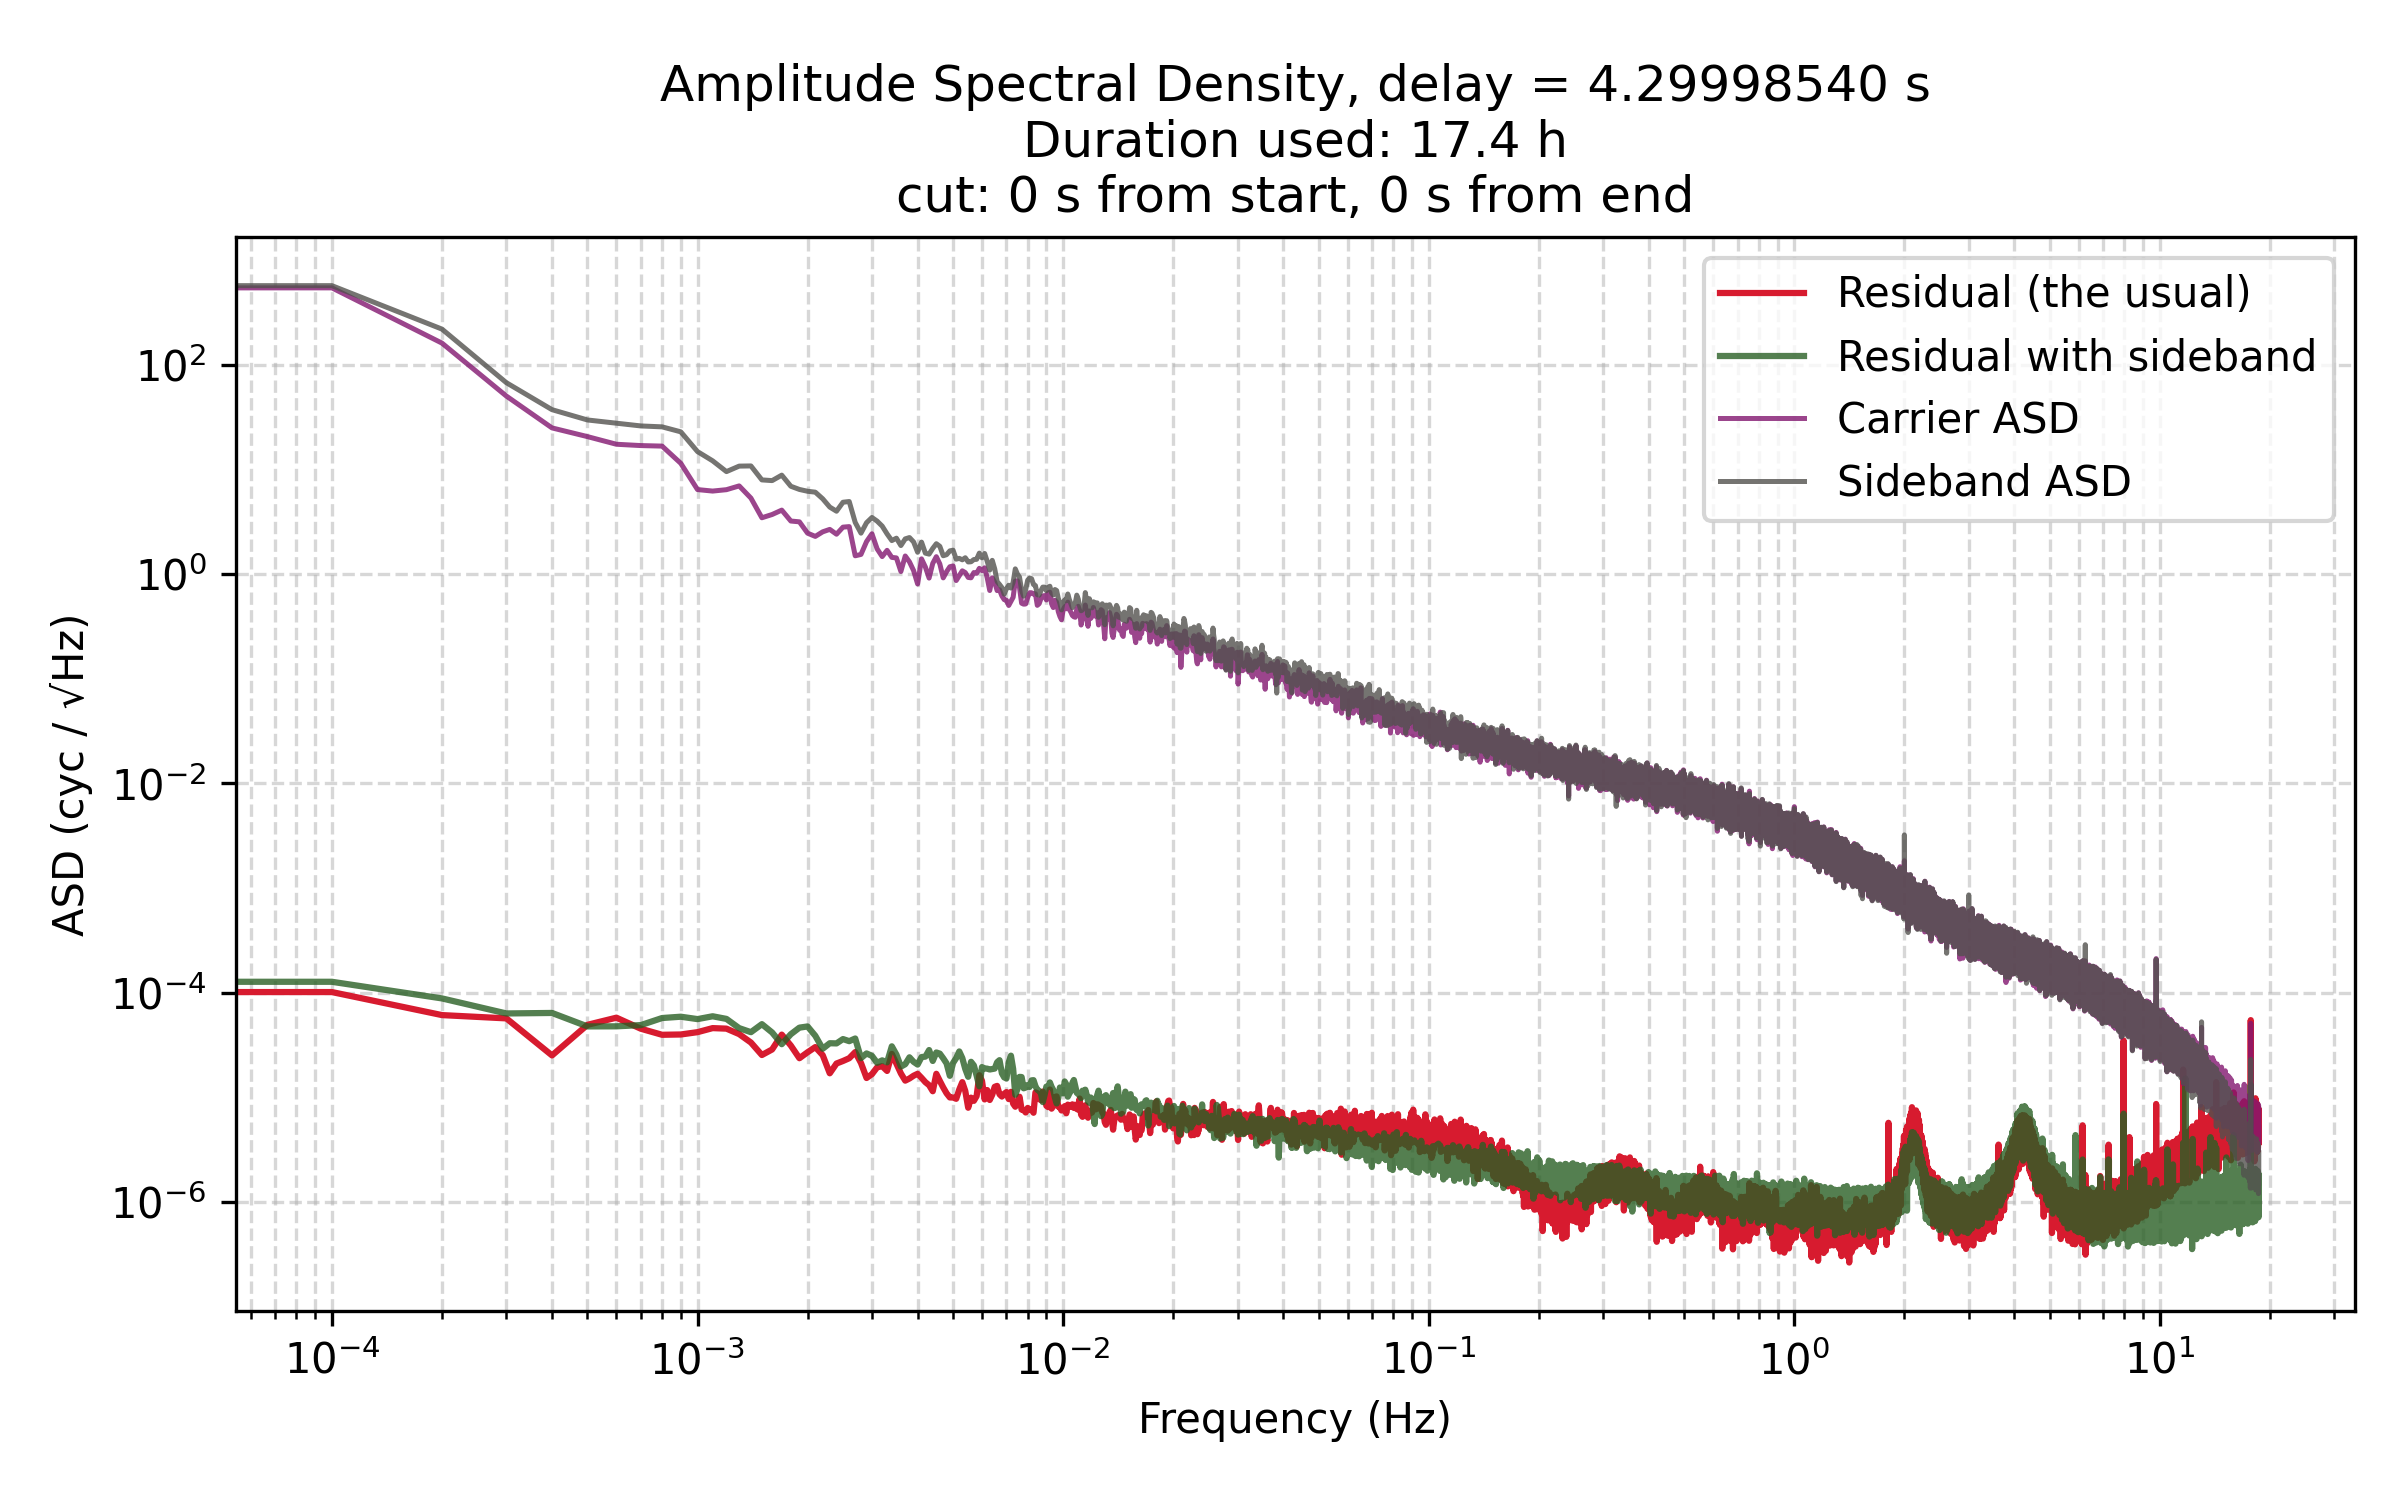 Amplitude Spectral Density, delay = 4.29998540 s
Duration used: 17.4 h
cut: 0 s from start, 0 s from end
Residual (the usual)
Residual with sideband
Carrier ASD
Sideband ASD
ASD (cyc / √Hz)
10²
10⁰
10⁻²
10⁻⁴
10⁻⁶
10⁻⁴ 10⁻³ 10⁻² 10⁻¹ 10⁰ 10¹
Frequency (Hz)